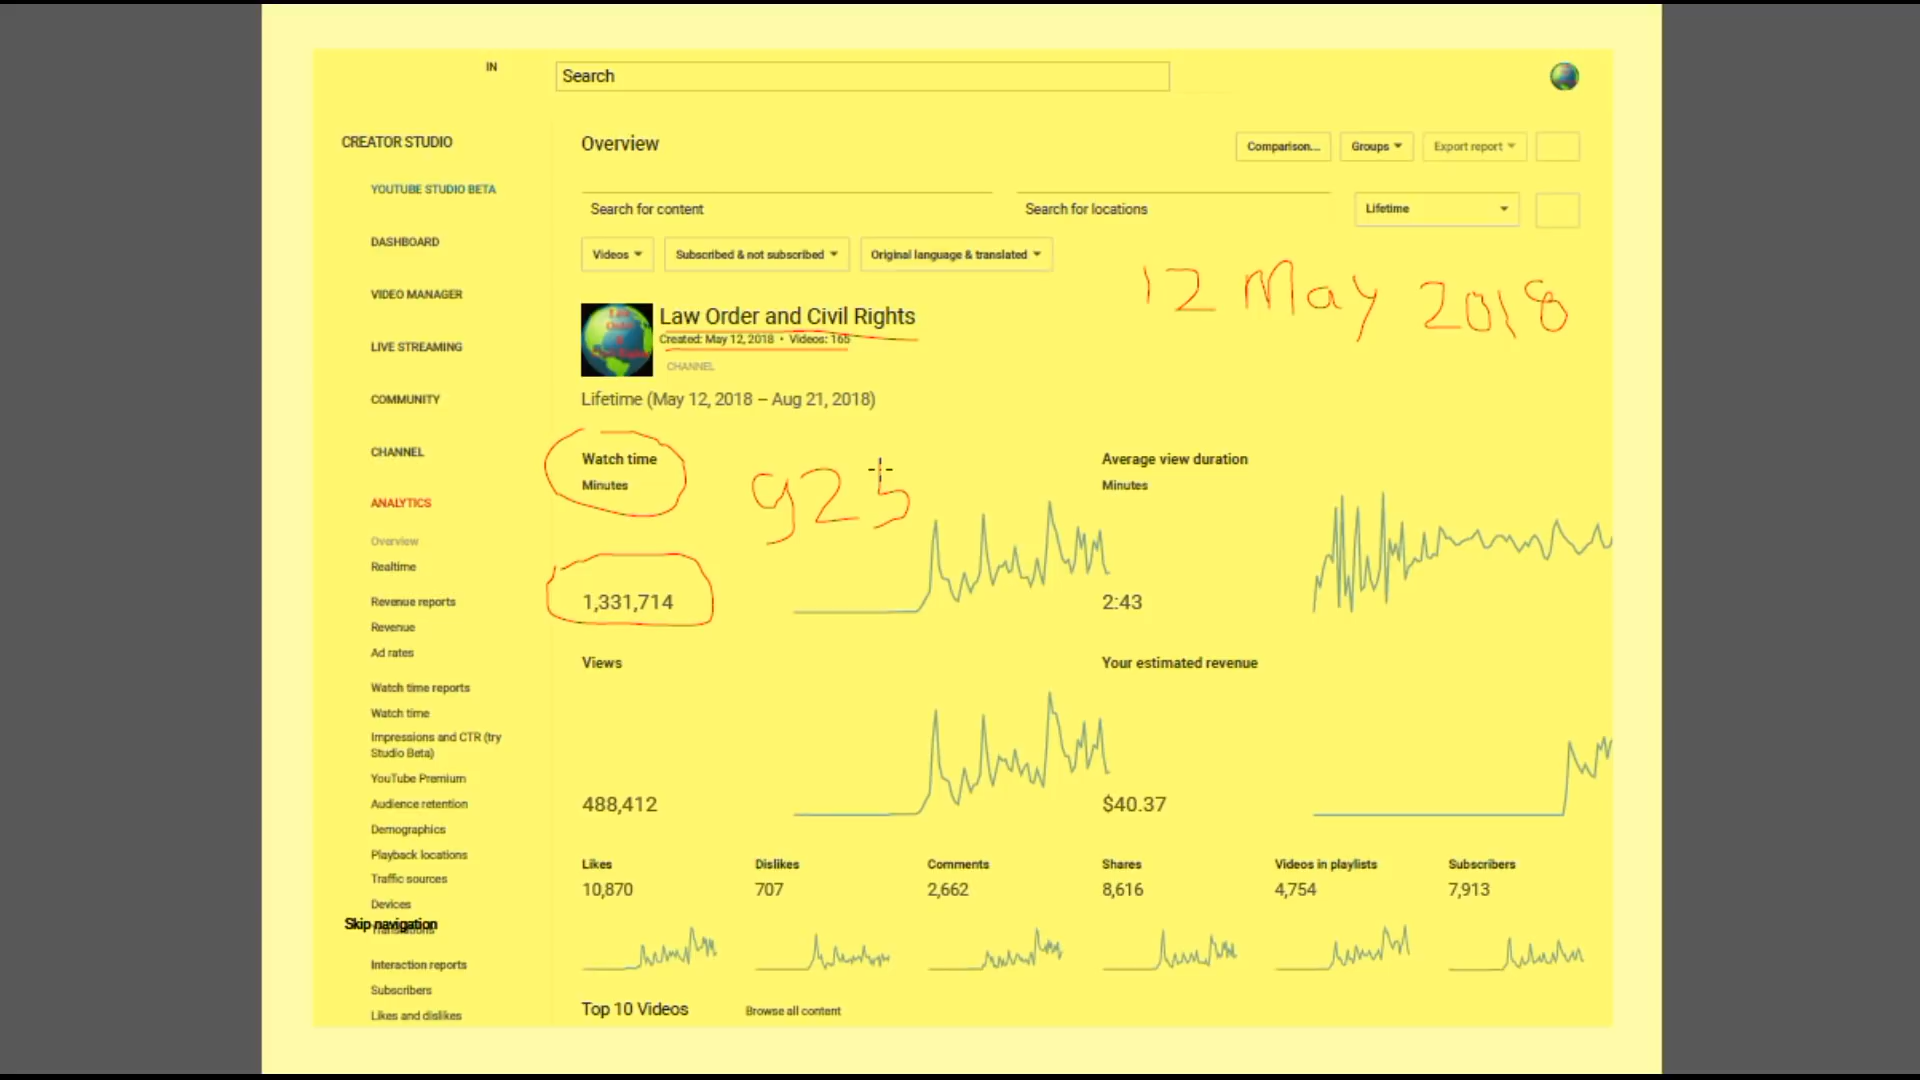 IN
Search
CREATOR STUDIO
Overview
Comparison...
Groups
Export report
YOUTUBE STUDIO BETA
Search for content
Search for locations
Lifetime
DASHBOARD
Videos
Subscribed & not subscribed
Original language & translated
12 May 2018
VIDEO MANAGER
Law Order and Civil Rights
Created: May 12, 2018 • Videos: 165
LIVE STREAMING
CHANNEL
COMMUNITY
Lifetime (May 12, 2018 – Aug 21, 2018)
CHANNEL
Watch time
Minutes
925
Average view duration
Minutes
ANALYTICS
Overview
Realtime
Revenue reports
1,331,714
2:43
Revenue
Ad rates
Views
Your estimated revenue
Watch time reports
Watch time
Impressions and CTR (try
Studio Beta)
YouTube Premium
Audience retention
488,412
$40.37
Demographics
Playback locations
Traffic sources
Devices
Likes
Dislikes
Comments
Shares
Videos in playlists
Subscribers
10,870
707
2,662
8,616
4,754
7,913
Skip navigation
Translations
Interaction reports
Subscribers
Likes and dislikes
Top 10 Videos
Browse all content